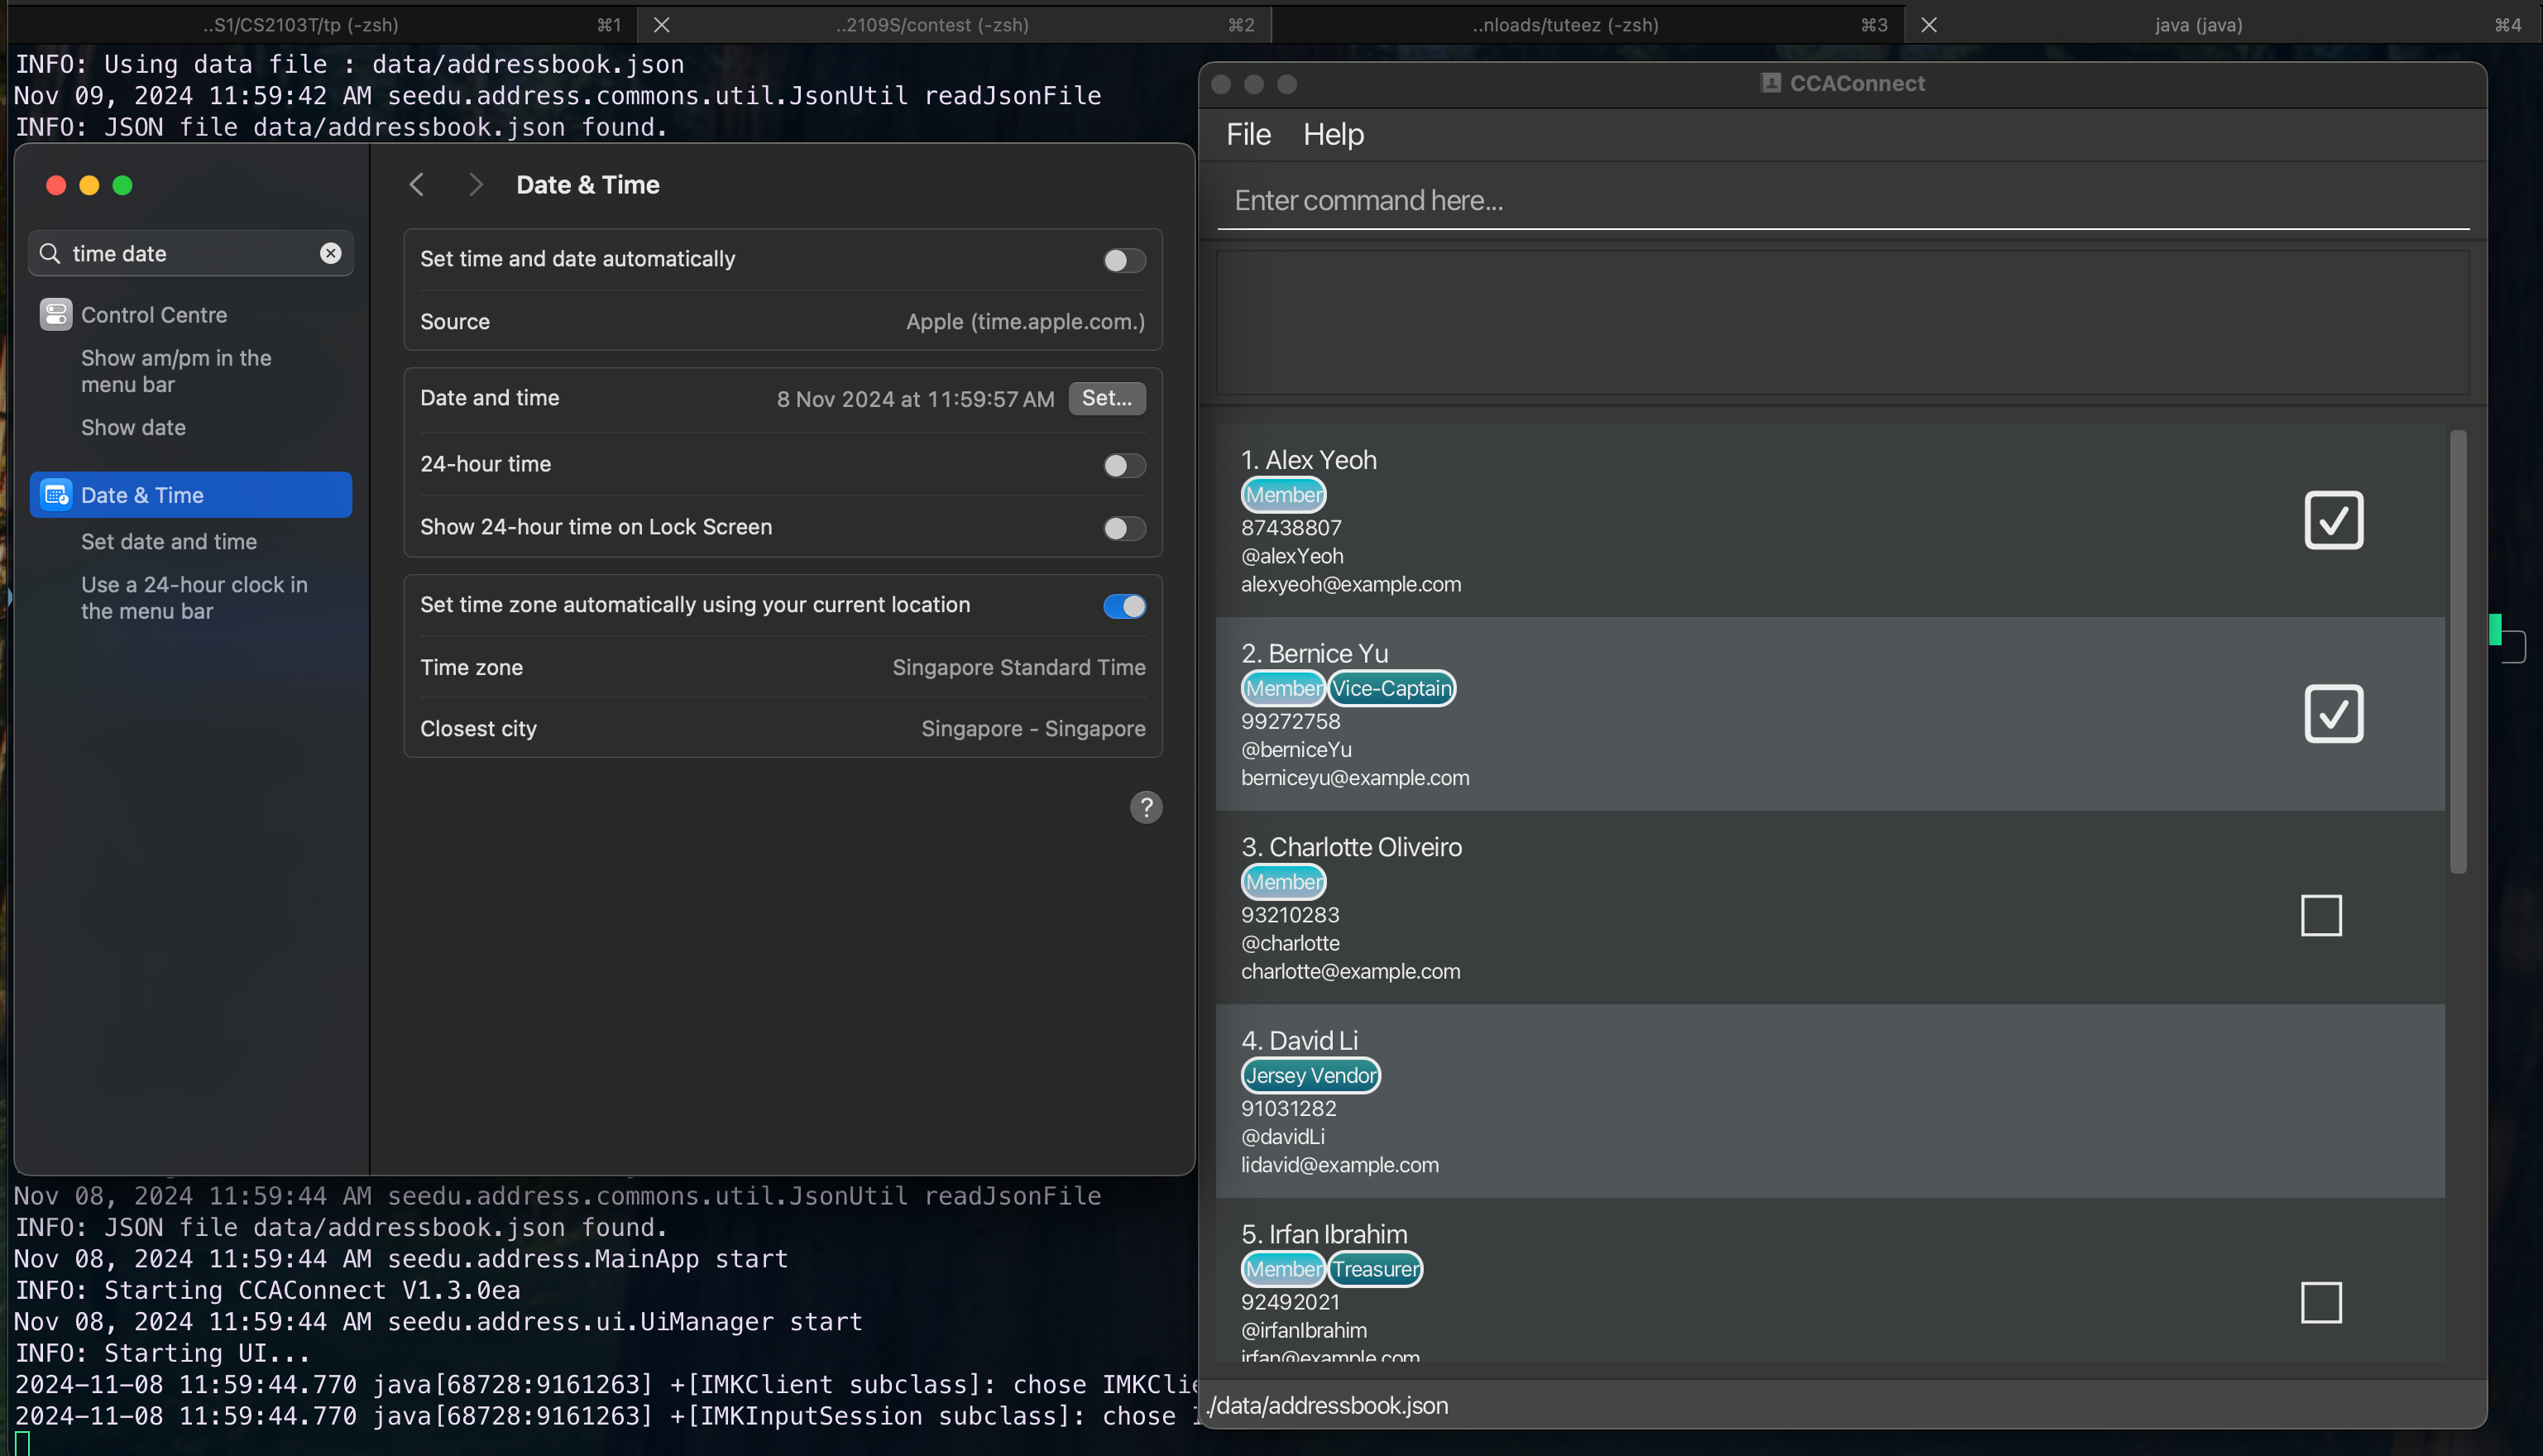 ..S1/CS2103T/tp (-zsh) ⌘1
..2109S/contest (-zsh) ⌘2
..nloads/tuteez (-zsh) ⌘3
java (java) ⌘4
INFO: Using data file : data/addressbook.json
Nov 09, 2024 11:59:42 AM seedu.address.commons.util.JsonUtil readJsonFile
INFO: JSON file data/addressbook.json found.
time date
Control Centre
Show am/pm in the
menu bar
Show date
Date & Time
Set date and time
Use a 24-hour clock in
the menu bar
Date & Time
Set time and date automatically
Source Apple (time.apple.com.)
Date and time 8 Nov 2024 at 11:59:57 AM Set...
24-hour time
Show 24-hour time on Lock Screen
Set time zone automatically using your current location
Time zone Singapore Standard Time
Closest city Singapore - Singapore
?
Nov 08, 2024 11:59:44 AM seedu.address.commons.util.JsonUtil readJsonFile
INFO: JSON file data/addressbook.json found.
Nov 08, 2024 11:59:44 AM seedu.address.MainApp start
INFO: Starting CCAConnect V1.3.0ea
Nov 08, 2024 11:59:44 AM seedu.address.ui.UiManager start
INFO: Starting UI...
2024-11-08 11:59:44.770 java[68728:9161263] +[IMKClient subclass]: chose IMKClie
2024-11-08 11:59:44.770 java[68728:9161263] +[IMKInputSession subclass]: chose I
CCAConnect
File Help
Enter command here...
1. Alex Yeoh
Member
87438807
@alexYeoh
alexyeoh@example.com
2. Bernice Yu
Member Vice-Captain
99272758
@berniceYu
berniceyu@example.com
3. Charlotte Oliveiro
Member
93210283
@charlotte
charlotte@example.com
4. David Li
Jersey Vendor
91031282
@davidLi
lidavid@example.com
5. Irfan Ibrahim
Member Treasurer
92492021
@irfanIbrahim
irfan@example.com
./data/addressbook.json